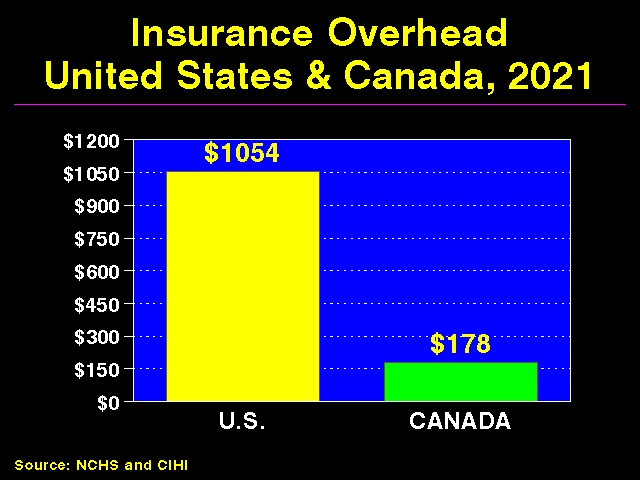 Insurance Overhead
United States & Canada, 2021
$1200
$1050
$900
$750
$600
$450
$300
$150
$0
$1054
$178
U.S.
CANADA
Source: NCHS and CIHI